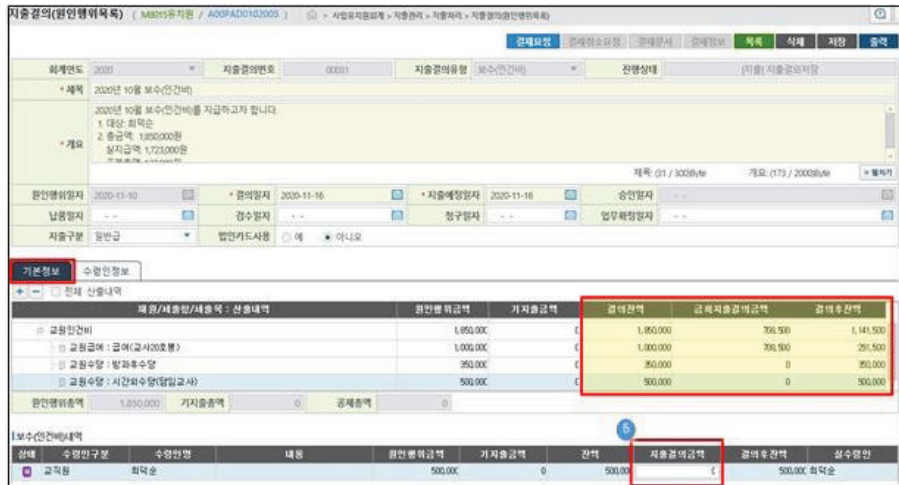 지출결의(원인행위목록) ( M8015유치원 / A00PAD0102005 ) > 사립유치원회계 > 지출관리 > 지출처리 > 지출결의(원인행위목록)
결재요청 결재취소요청 결재문서 결재정보 목록 삭제 저장 출력
회계연도 2020 지출결의번호 00001 지출결의유형 보수(인건비) 진행상태 [지출] 지출결의저장
* 제목 2020년 10월 보수(인건비)
* 개요 2020년 10월 보수(인건비)를 지급하고자 합니다.
1. 대상: 최덕순
2. 총금액: 1,850,000원
실지급액: 1,723,000원
제목: (31 / 300)Byte 개요: (173 / 2000)Byte » 펼치기
원인행위일자 2020-11-10 * 결의일자 2020-11-16 * 지출예정일자 2020-11-16 승인일자 - -
납품일자 - - 검수일자 - - 청구일자 - - 업무확정일자 - -
지출구분 일반급 법인카드사용 예 아니오
기본정보 수령인정보
+ - 전체 산출내역
재원/세출항/세출목 : 산출내역 원인행위금액 기지출금액 결의잔액 금회지출결의금액 결의후잔액
교원인건비 1,850,000 0 1,850,000 708,500 1,141,500
교원급여 : 급여(교사20호봉) 1,000,000 0 1,000,000 708,500 291,500
교원수당 : 방과후수당 350,000 0 350,000 0 350,000
교원수당 : 시간외수당(담임교사) 500,000 0 500,000 0 500,000
원인행위총액 1,850,000 기지출총액 0 공제총액 0
보수(인건비)내역
5
상태 수령인구분 수령인명 내용 원인행위금액 기지출금액 잔액 지출결의금액 결의후잔액 실수령인
교직원 최덕순 500,000 0 500,000 0 500,000 최덕순